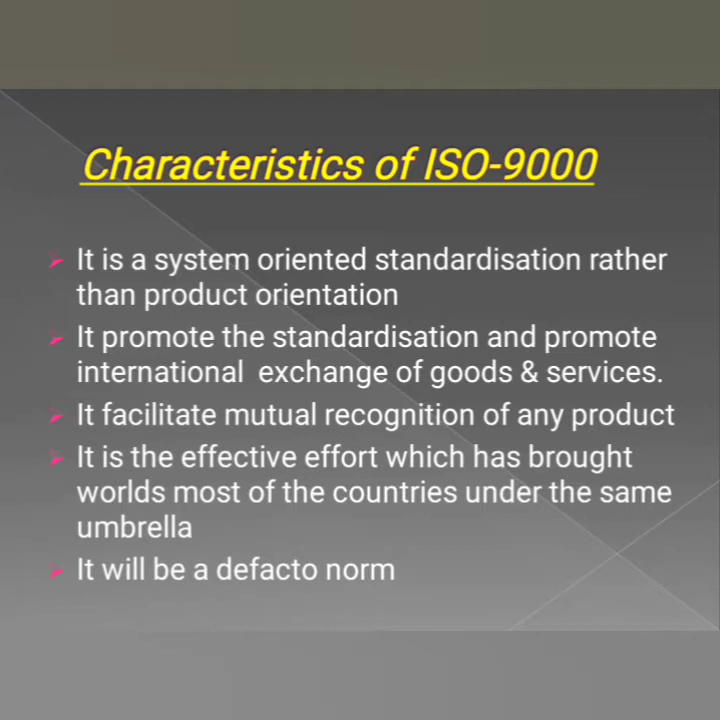 Characteristics of ISO-9000
It is a system oriented standardisation rather
than product orientation
It promote the standardisation and promote
international exchange of goods & services.
It facilitate mutual recognition of any product
It is the effective effort which has brought
worlds most of the countries under the same
umbrella
It will be a defacto norm